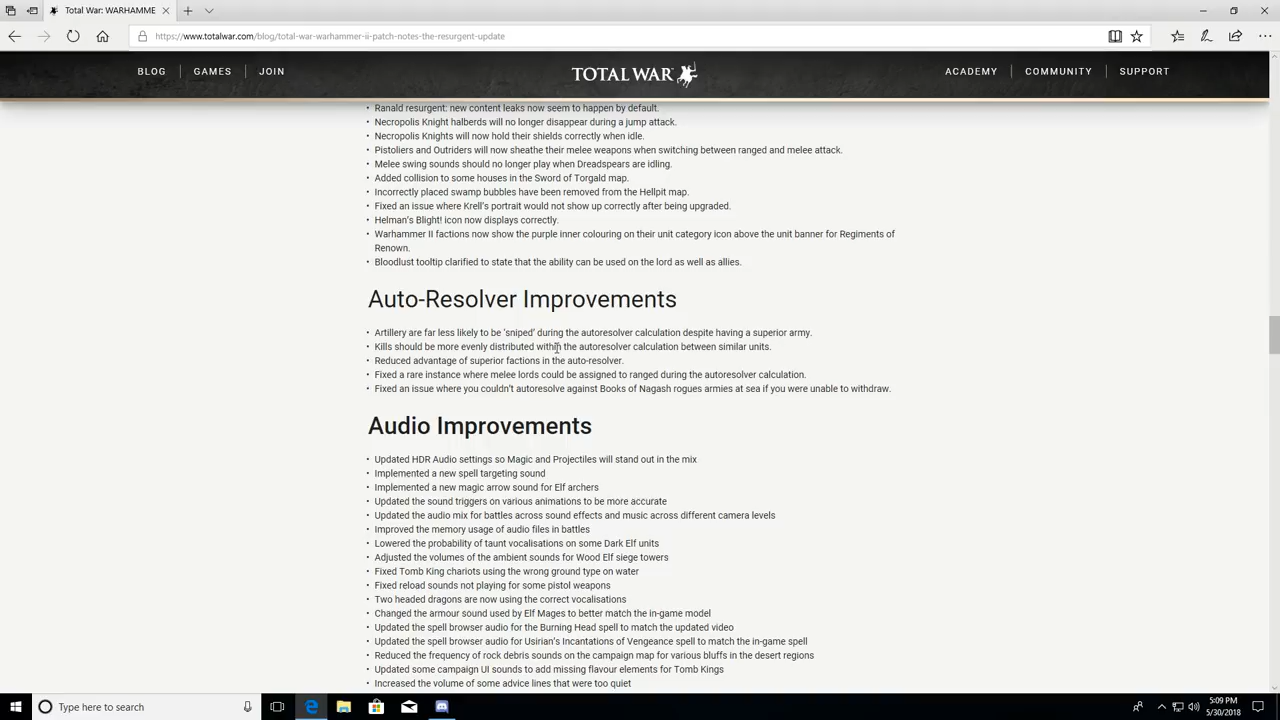 Total War: WARHAMME
https://www.totalwar.com/blog/total-war-warhammer-ii-patch-notes-the-resurgent-update
BLOG GAMES JOIN TOTAL WAR ACADEMY COMMUNITY SUPPORT
• Ranald resurgent: new content leaks now seem to happen by default.
• Necropolis Knight halberds will no longer disappear during a jump attack.
• Necropolis Knights will now hold their shields correctly when idle.
• Pistoliers and Outriders will now sheathe their melee weapons when switching between ranged and melee attack.
• Melee swing sounds should no longer play when Dreadspears are idling.
• Added collision to some houses in the Sword of Torgald map.
• Incorrectly placed swamp bubbles have been removed from the Hellpit map.
• Fixed an issue where Krell's portrait would not show up correctly after being upgraded.
• Helman's Blight! icon now displays correctly.
• Warhammer II factions now show the purple inner colouring on their unit category icon above the unit banner for Regiments of
Renown.
• Bloodlust tooltip clarified to state that the ability can be used on the lord as well as allies.
Auto-Resolver Improvements
• Artillery are far less likely to be 'sniped' during the autoresolver calculation despite having a superior army.
• Kills should be more evenly distributed within the autoresolver calculation between similar units.
• Reduced advantage of superior factions in the auto-resolver.
• Fixed a rare instance where melee lords could be assigned to ranged during the autoresolver calculation.
• Fixed an issue where you couldn't autoresolve against Books of Nagash rogues armies at sea if you were unable to withdraw.
Audio Improvements
• Updated HDR Audio settings so Magic and Projectiles will stand out in the mix
• Implemented a new spell targeting sound
• Implemented a new magic arrow sound for Elf archers
• Updated the sound triggers on various animations to be more accurate
• Updated the audio mix for battles across sound effects and music across different camera levels
• Improved the memory usage of audio files in battles
• Lowered the probability of taunt vocalisations on some Dark Elf units
• Adjusted the volumes of the ambient sounds for Wood Elf siege towers
• Fixed Tomb King chariots using the wrong ground type on water
• Fixed reload sounds not playing for some pistol weapons
• Two headed dragons are now using the correct vocalisations
• Changed the armour sound used by Elf Mages to better match the in-game model
• Updated the spell browser audio for the Burning Head spell to match the updated video
• Updated the spell browser audio for Usirian's Incantations of Vengeance spell to match the in-game spell
• Reduced the frequency of rock debris sounds on the campaign map for various bluffs in the desert regions
• Updated some campaign UI sounds to add missing flavour elements for Tomb Kings
• Increased the volume of some advice lines that were too quiet
Type here to search
5:09 PM
5/30/2018